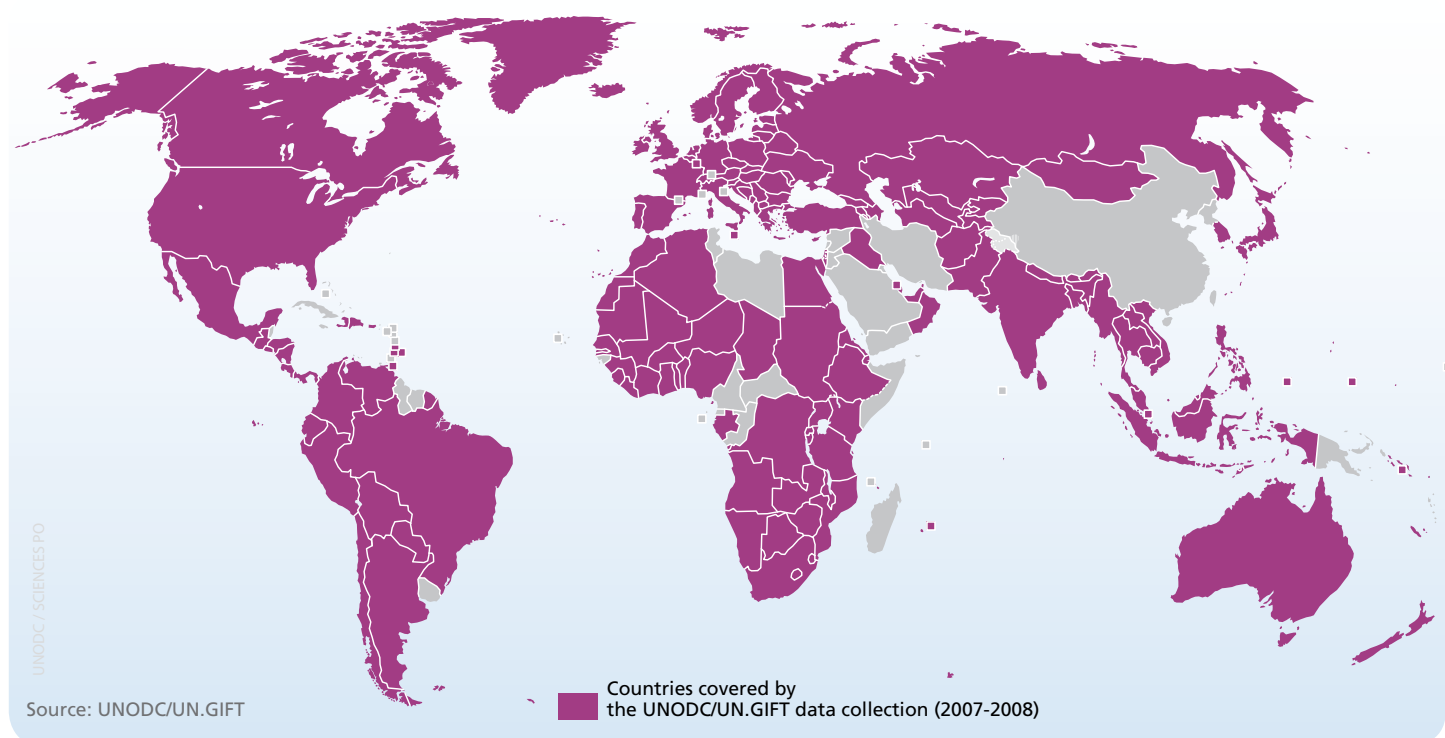 UNODC / SCIENCES PO
Source: UNODC/UN.GIFT
Countries covered by
the UNODC/UN.GIFT data collection (2007-2008)